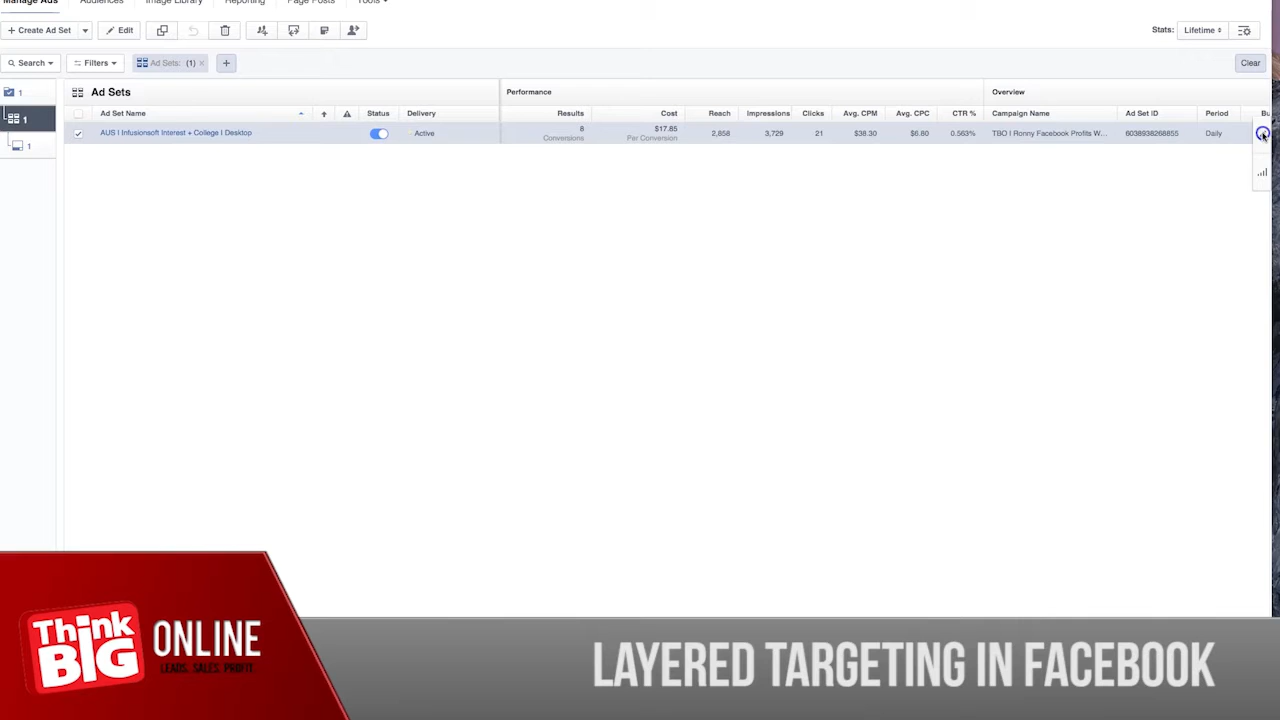 Manage Ads Audiences Image Library Reporting Page Posts Tools
+ Create Ad Set Edit Stats: Lifetime
Search Filters Ad Sets: (1) × + Clear
1 Ad Sets Performance Overview
1 Ad Set Name Status Delivery Results Cost Reach Impressions Clicks Avg. CPM Avg. CPC CTR % Campaign Name Ad Set ID Period Bu
AUS I Infusionsoft Interest + College I Desktop Active 8 $17.85 2,858 3,729 21 $38.30 $6.80 0.563% TBO I Ronny Facebook Profits W... 6038938268855 Daily
Conversions Per Conversion
1
Think
BIG
ONLINE
LEADS. SALES. PROFIT.
LAYERED TARGETING IN FACEBOOK